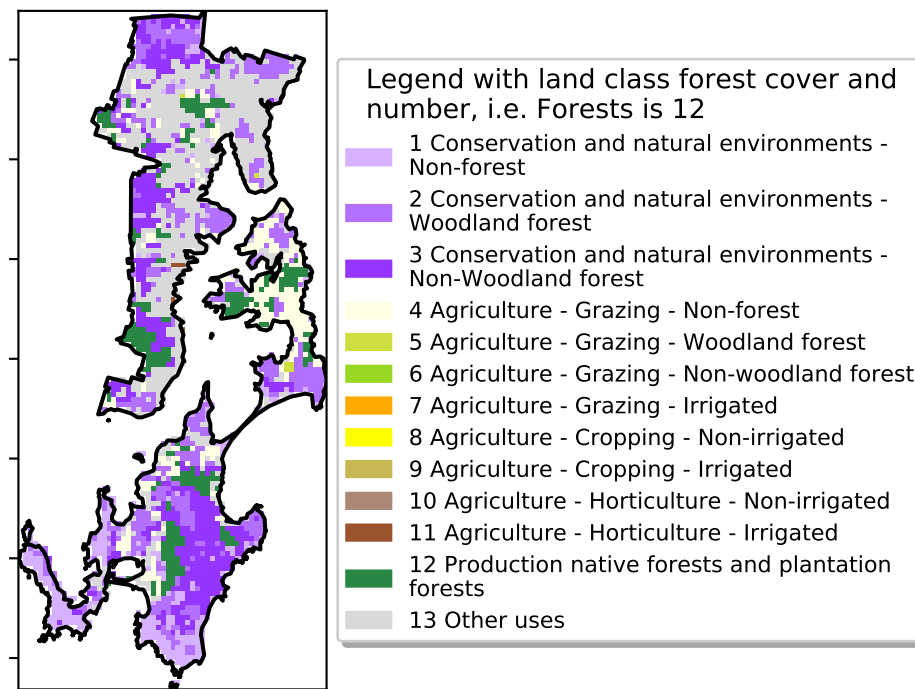 Legend with land class forest cover and
number, i.e. Forests is 12
1 Conservation and natural environments -
Non-forest
2 Conservation and natural environments -
Woodland forest
3 Conservation and natural environments -
Non-Woodland forest
4 Agriculture - Grazing - Non-forest
5 Agriculture - Grazing - Woodland forest
6 Agriculture - Grazing - Non-woodland forest
7 Agriculture - Grazing - Irrigated
8 Agriculture - Cropping - Non-irrigated
9 Agriculture - Cropping - Irrigated
10 Agriculture - Horticulture - Non-irrigated
11 Agriculture - Horticulture - Irrigated
12 Production native forests and plantation
forests
13 Other uses